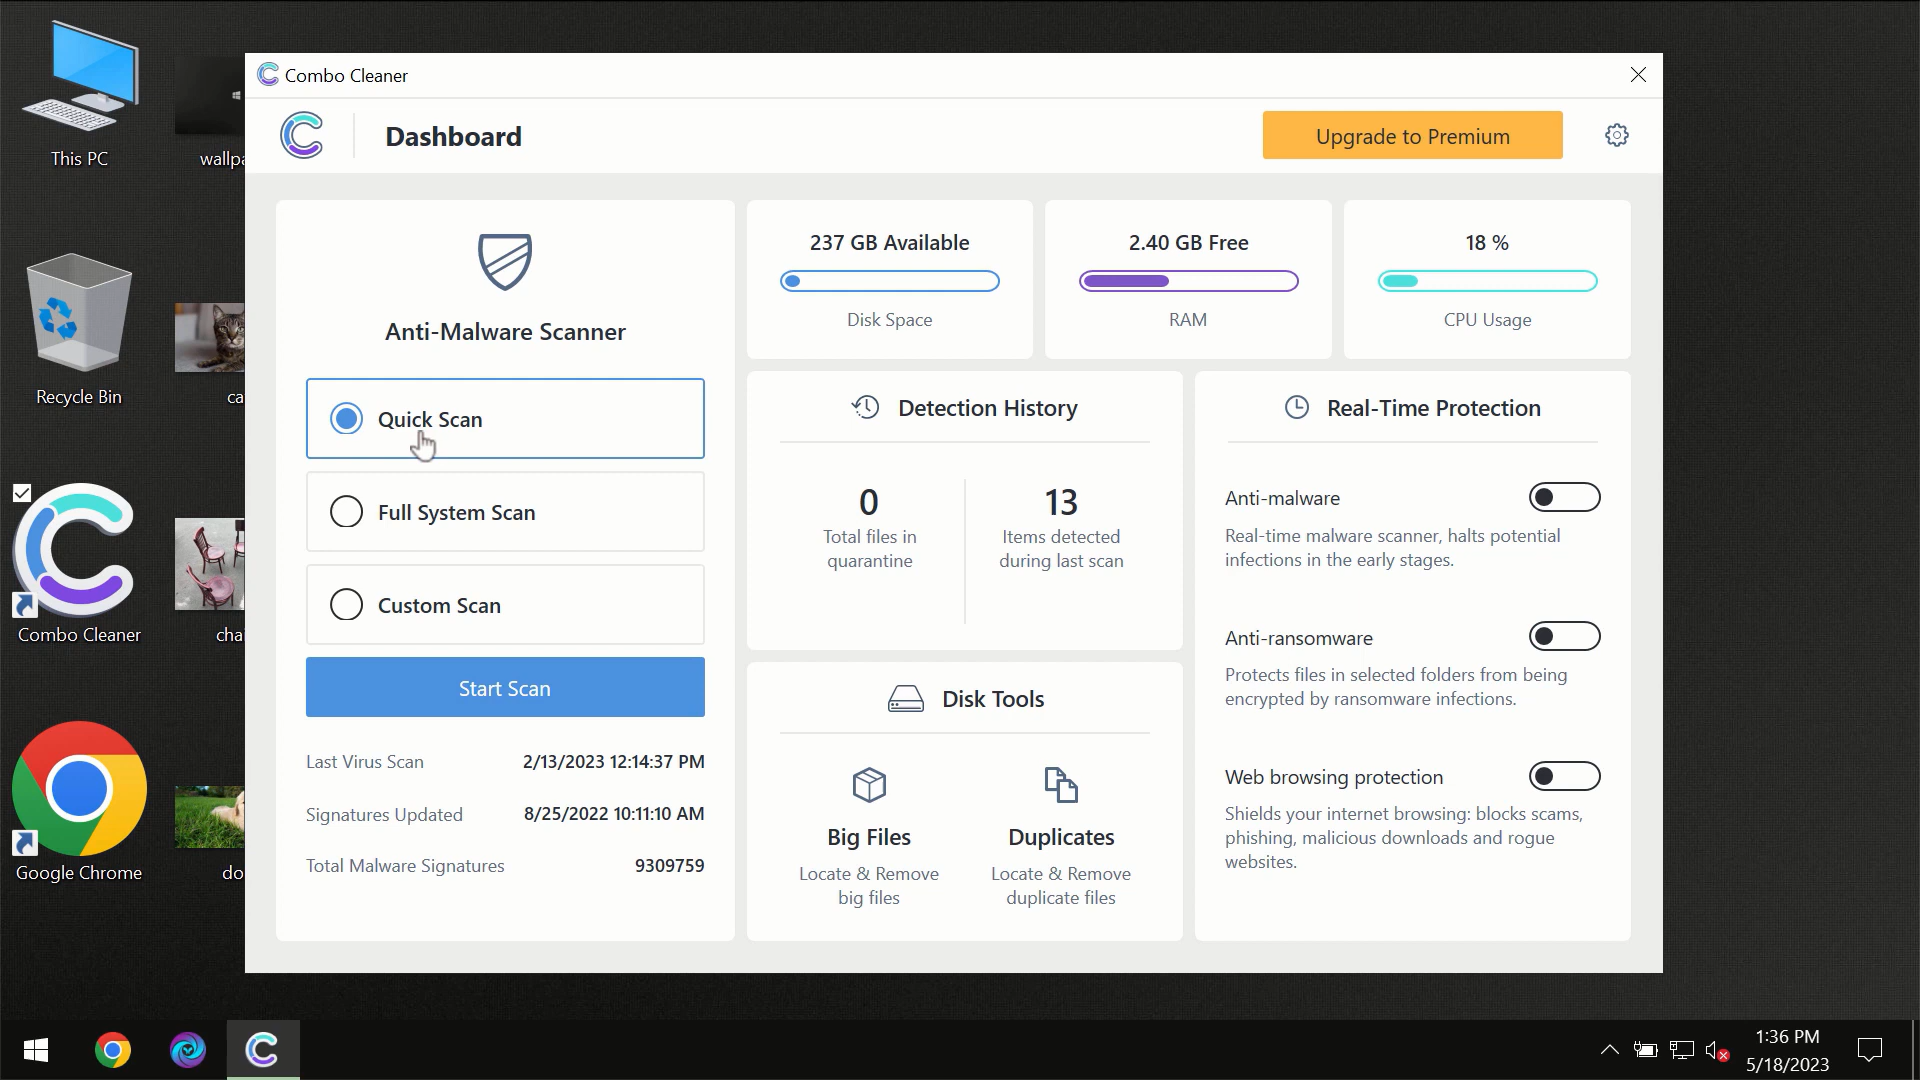 This PC
wallpa
Recycle Bin
ca
Combo Cleaner
chai
Google Chrome
do
Combo Cleaner
Dashboard
Upgrade to Premium
Anti-Malware Scanner
Quick Scan
Full System Scan
Custom Scan
Start Scan
Last Virus Scan 2/13/2023 12:14:37 PM
Signatures Updated 8/25/2022 10:11:10 AM
Total Malware Signatures 9309759
237 GB Available
Disk Space
2.40 GB Free
RAM
18 %
CPU Usage
Detection History
0
Total files in
quarantine
13
Items detected
during last scan
Disk Tools
Big Files
Locate & Remove
big files
Duplicates
Locate & Remove
duplicate files
Real-Time Protection
Anti-malware
Real-time malware scanner, halts potential
infections in the early stages.
Anti-ransomware
Protects files in selected folders from being
encrypted by ransomware infections.
Web browsing protection
Shields your internet browsing: blocks scams,
phishing, malicious downloads and rogue
websites.
1:36 PM
5/18/2023